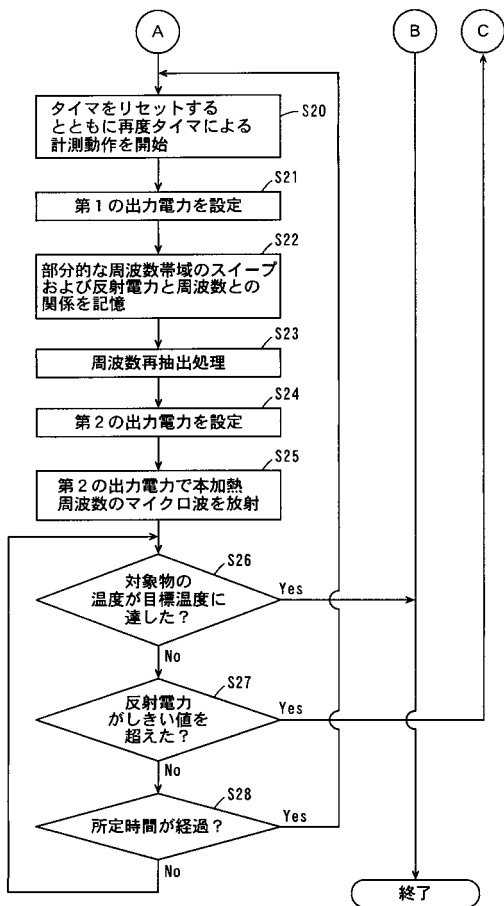 A
B
C
タイマをリセットする
とともに再度タイマによる
計測動作を開始
S20
S21
第1の出力電力を設定
S22
部分的な周波数帯域のスイープ
および反射電力と周波数との
関係を記憶
S23
周波数再抽出処理
S24
第2の出力電力を設定
S25
第2の出力電力で本加熱
周波数のマイクロ波を放射
S26
対象物の
温度が目標温度に
達した?
Yes
No
S27
反射電力
がしきい値を
超えた?
Yes
No
S28
所定時間が経過?
Yes
No
終了